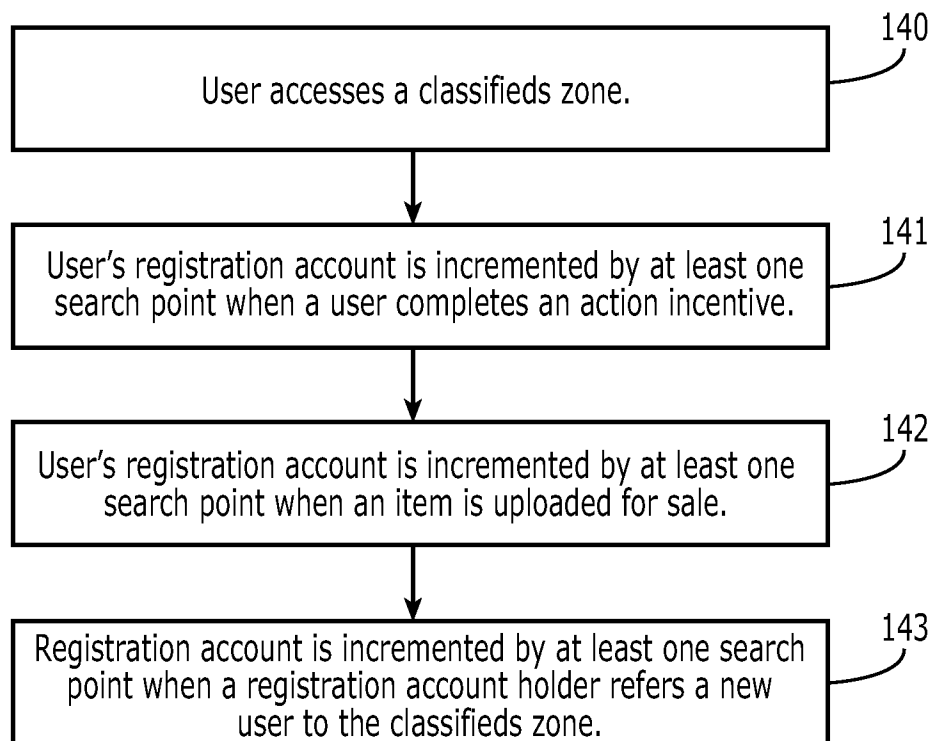 140
User accesses a classifieds zone.
141
User's registration account is incremented by at least one
search point when a user completes an action incentive.
142
User's registration account is incremented by at least one
search point when an item is uploaded for sale.
143
Registration account is incremented by at least one search
point when a registration account holder refers a new
user to the classifieds zone.